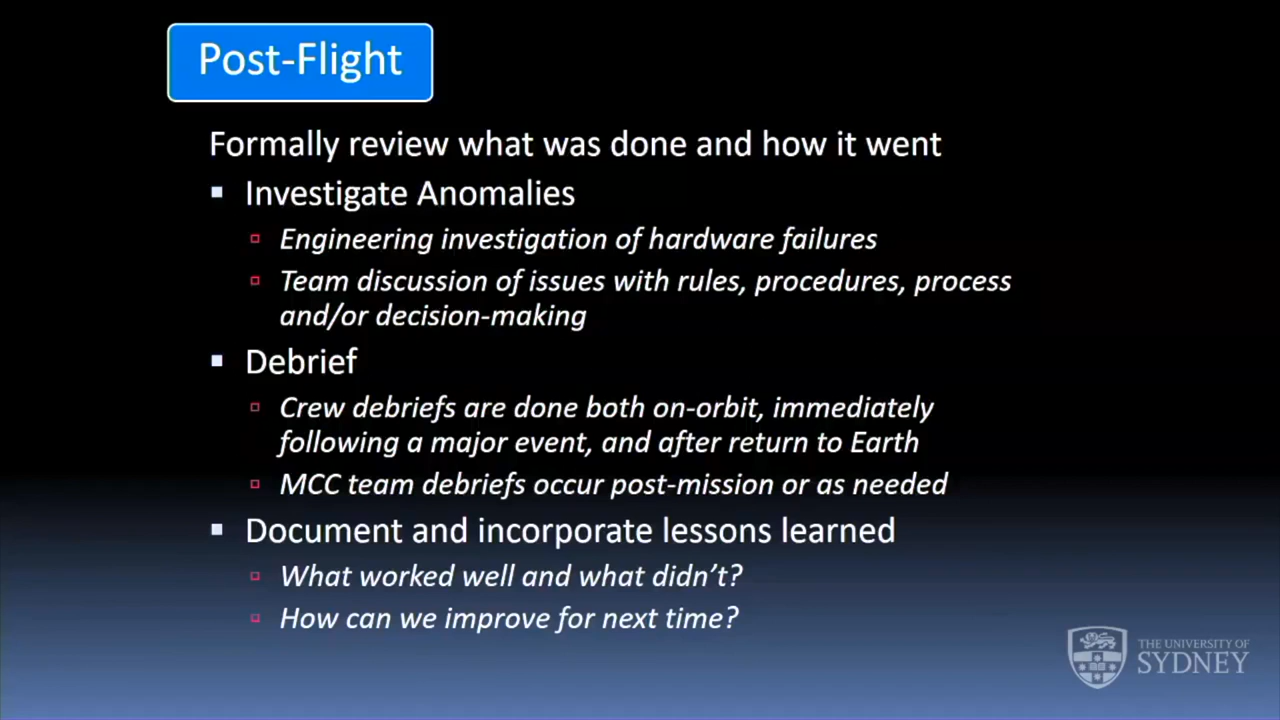 Post-Flight
Formally review what was done and how it went
Investigate Anomalies
Engineering investigation of hardware failures
Team discussion of issues with rules, procedures, process
and/or decision-making
Debrief
Crew debriefs are done both on-orbit, immediately
following a major event, and after return to Earth
MCC team debriefs occur post-mission or as needed
Document and incorporate lessons learned
What worked well and what didn’t?
How can we improve for next time?
THE UNIVERSITY OF
SYDNEY